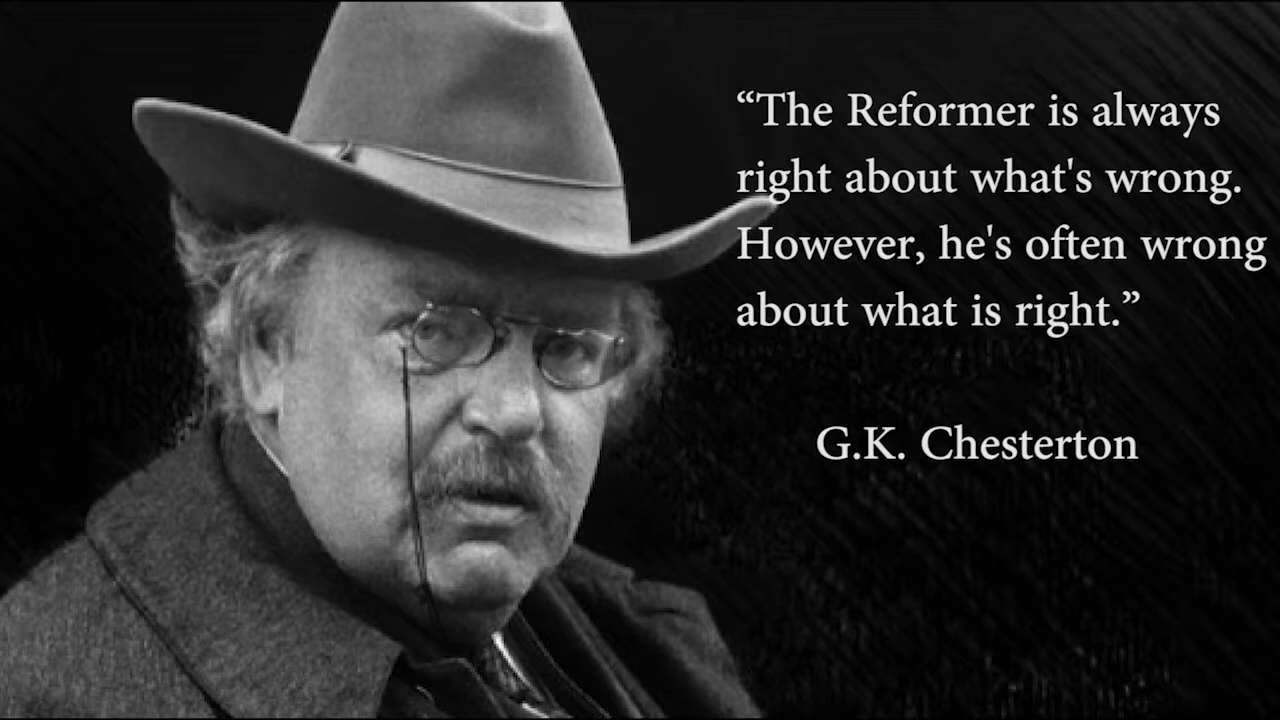 “The Reformer is always
right about what's wrong.
However, he's often wrong
about what is right.”
G.K. Chesterton